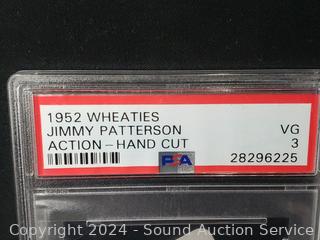 1952 WHEATIES
JIMMY PATTERSON VG
ACTION - HAND CUT 3
PSA 28296225
Copyright 2024 - Sound Auction Service